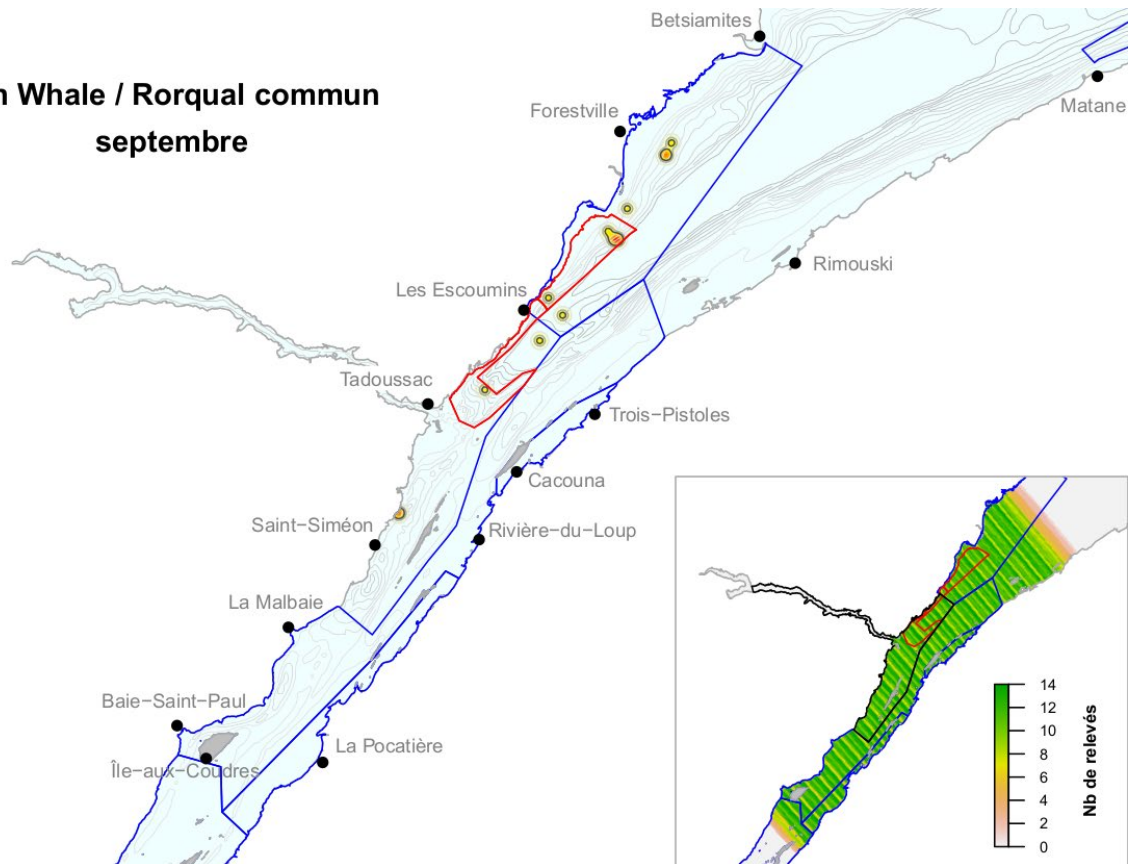 n Whale / Rorqual commun
septembre
Betsiamites
Forestville
Matane
Rimouski
Les Escoumins
Tadoussac
Trois−Pistoles
Cacouna
Saint−Siméon
Rivière−du−Loup
La Malbaie
Baie−Saint−Paul
La Pocatière
Île−aux−Coudres
14
12
10
8
6
4
2
0
Nb de relevés